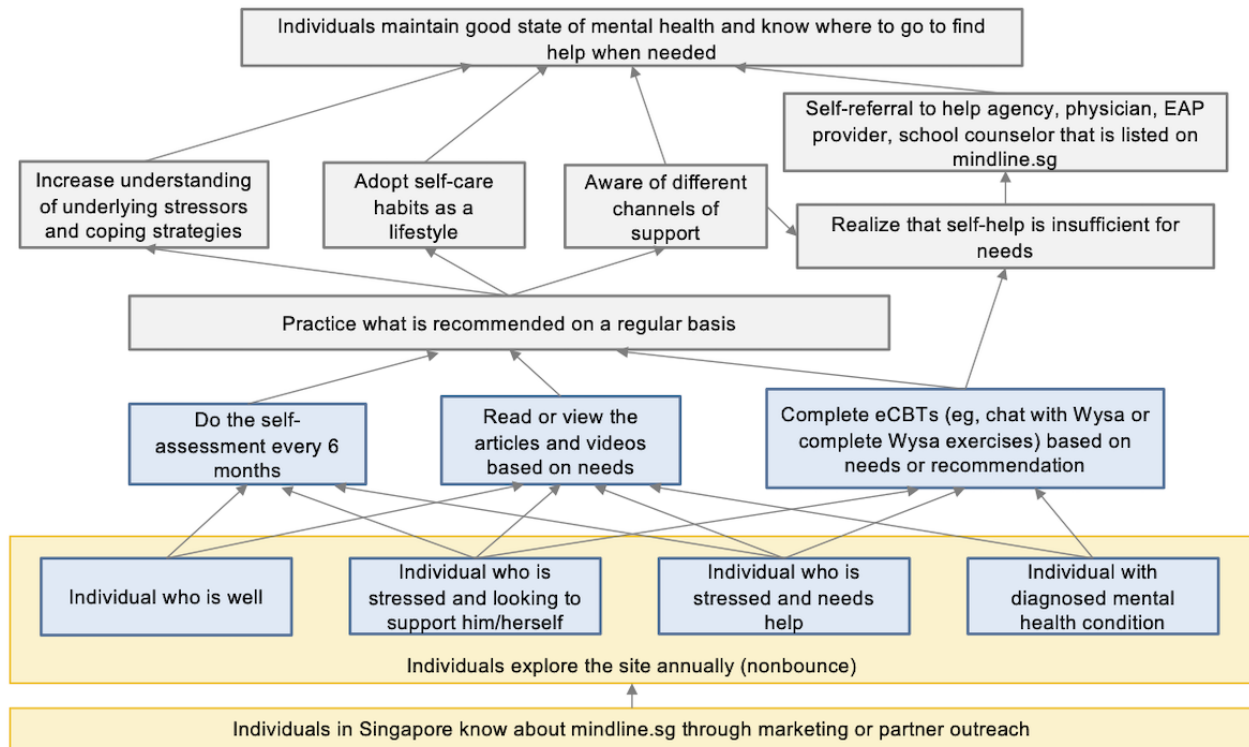 Individuals maintain good state of mental health and know where to go to find
help when needed
Self-referral to help agency, physician, EAP
provider, school counselor that is listed on
mindline.sg
Increase understanding
of underlying stressors
and coping strategies
Adopt self-care
habits as a
lifestyle
Aware of different
channels of
support
Realize that self-help is insufficient for
needs
Practice what is recommended on a regular basis
Do the self-
assessment every 6
months
Read or view the
articles and videos
based on needs
Complete eCBTs (eg, chat with Wysa or
complete Wysa exercises) based on
needs or recommendation
Individual who is well
Individual who is
stressed and looking to
support him/herself
Individual who is
stressed and needs
help
Individual with
diagnosed mental
health condition
Individuals explore the site annually (nonbounce)
Individuals in Singapore know about mindline.sg through marketing or partner outreach